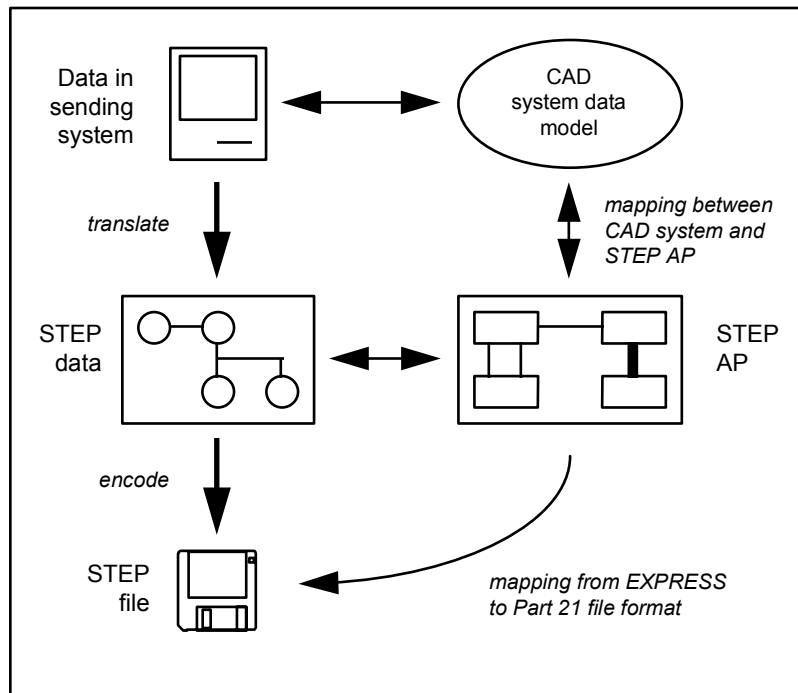 Data in
sending
system
CAD
system data
model
translate
mapping between
CAD system and
STEP AP
STEP
data
STEP
AP
encode
STEP
file
mapping from EXPRESS
to Part 21 file format